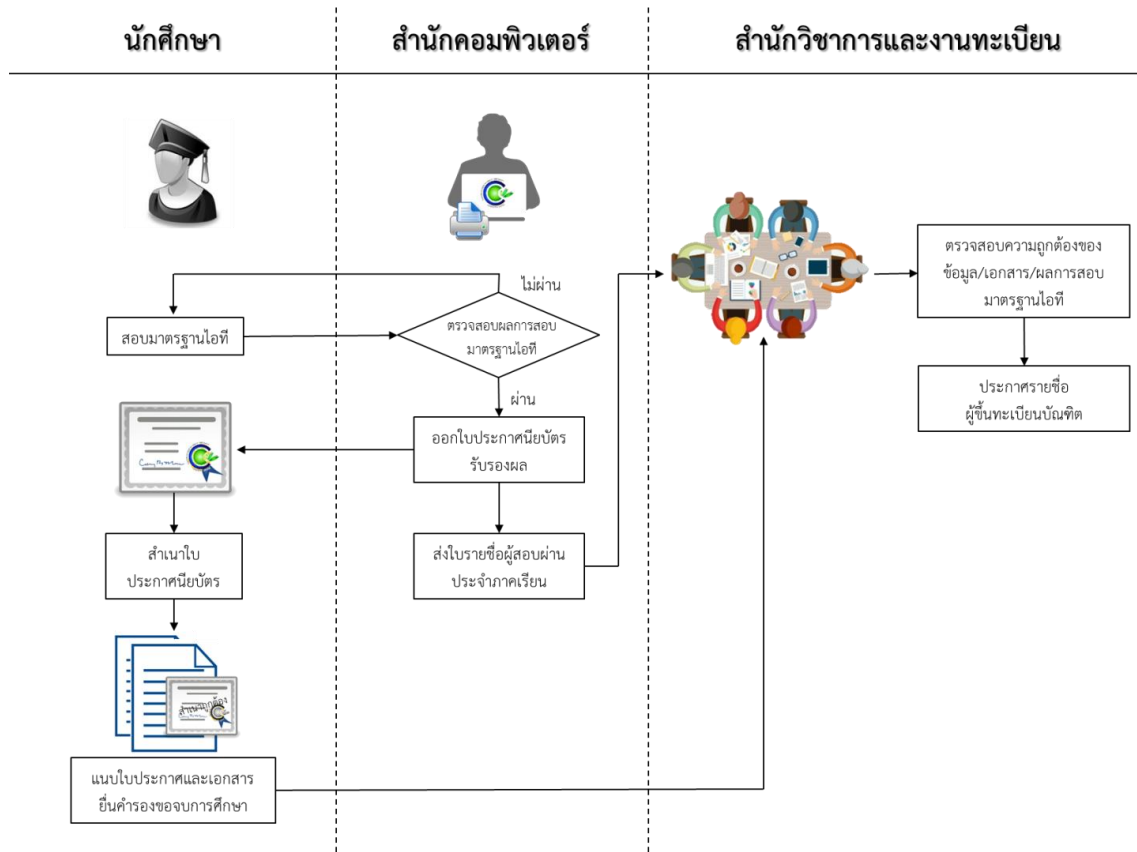 นักศึกษา
สำนักคอมพิวเตอร์
สำนักวิชาการและงานทะเบียน
ไม่ผ่าน
สอบมาตรฐานไอที
ตรวจสอบผลการสอบ
มาตรฐานไอที
ผ่าน
ตรวจสอบความถูกต้องของ
ข้อมูล/เอกสาร/ผลการสอบ
มาตรฐานไอที
ประกาศรายชื่อ
ผู้ขึ้นทะเบียนบัณฑิต
ออกใบประกาศนียบัตร
รับรองผล
สำเนาใบ
ประกาศนียบัตร
ส่งใบรายชื่อผู้สอบผ่าน
ประจำภาคเรียน
สำเนาถูกต้อง
แนบใบประกาศและเอกสาร
ยื่นคำรองขอจบการศึกษา